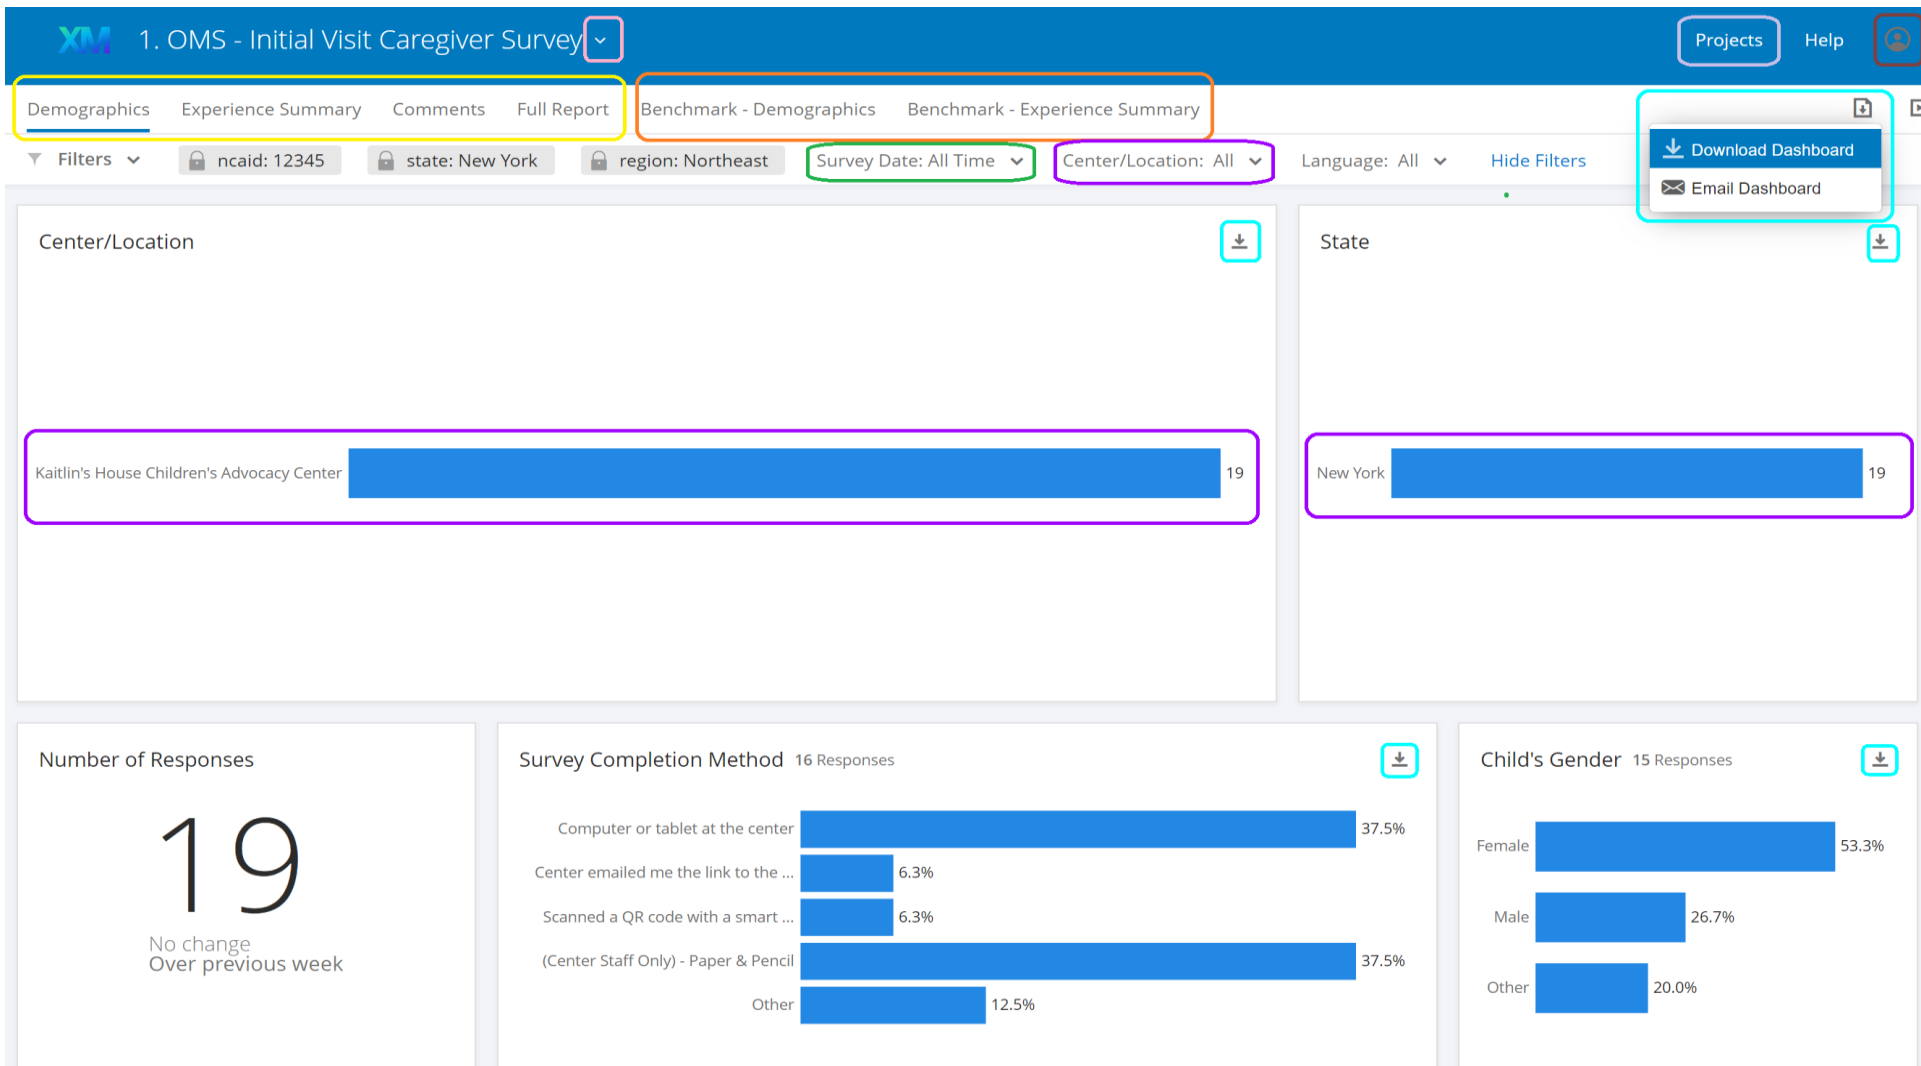 XM 1. OMS - Initial Visit Caregiver Survey Projects Help
Demographics Experience Summary Comments Full Report Benchmark - Demographics Benchmark - Experience Summary
Filters ncaid: 12345 state: New York region: Northeast Survey Date: All Time Center/Location: All Language: All Hide Filters
Download Dashboard
Email Dashboard
Center/Location
Kaitlin's House Children's Advocacy Center 19
State
New York 19
Number of Responses
19
No change
Over previous week
Survey Completion Method 16 Responses
Computer or tablet at the center 37.5%
Center emailed me the link to the ... 6.3%
Scanned a QR code with a smart ... 6.3%
(Center Staff Only) - Paper & Pencil 37.5%
Other 12.5%
Child's Gender 15 Responses
Female 53.3%
Male 26.7%
Other 20.0%